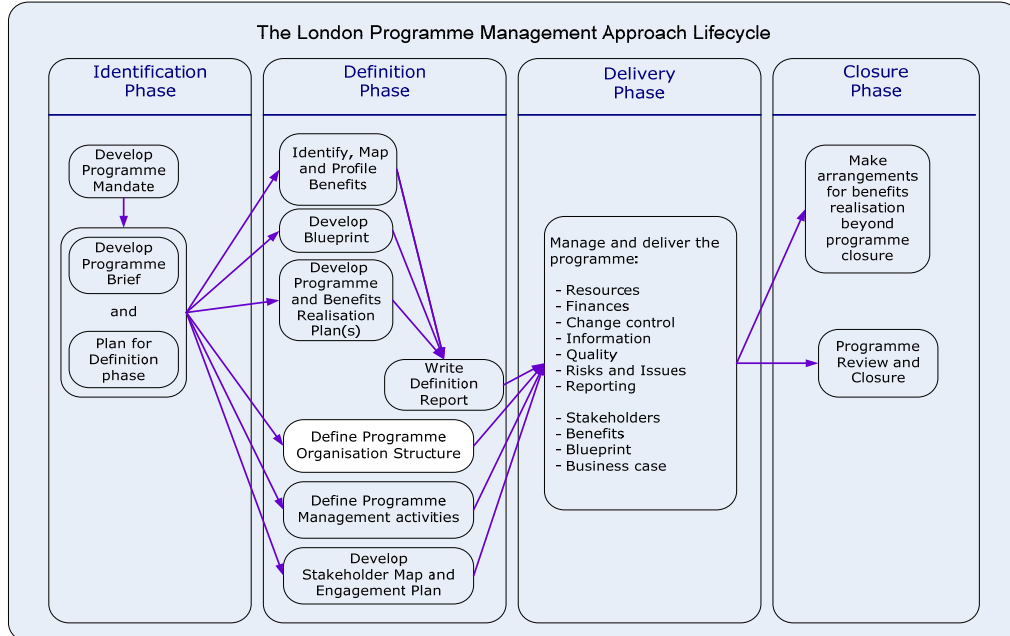 The London Programme Management Approach Lifecycle
Identification
Phase
Develop
Programme
Mandate
Develop
Programme
Brief
and
Plan for
Definition
phase
Definition
Phase
Identify, Map
and Profile
Benefits
Develop
Blueprint
Develop
Programme
and Benefits
Realisation
Plan(s)
Write
Definition
Report
Define Programme
Organisation Structure
Define Programme
Management activities
Develop
Stakeholder Map and
Engagement Plan
Delivery
Phase
Manage and deliver the
programme:
- Resources
- Finances
- Change control
- Information
- Quality
- Risks and Issues
- Reporting
- Stakeholders
- Benefits
- Blueprint
- Business case
Closure
Phase
Make
arrangements
for benefits
realisation
beyond
programme
closure
Programme
Review and
Closure